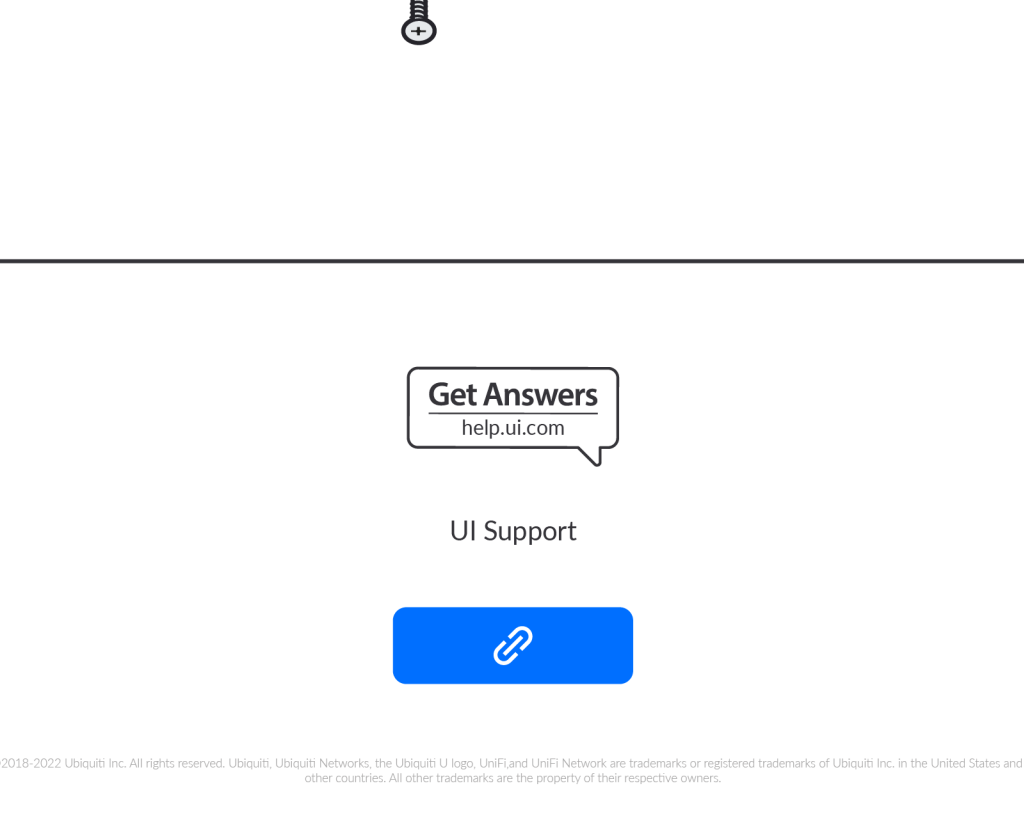 Get Answers
help.ui.com
UI Support
2018-2022 Ubiquiti Inc. All rights reserved. Ubiquiti, Ubiquiti Networks, the Ubiquiti U logo, UniFi,and UniFi Network are trademarks or registered trademarks of Ubiquiti Inc. in the United States and
other countries. All other trademarks are the property of their respective owners.